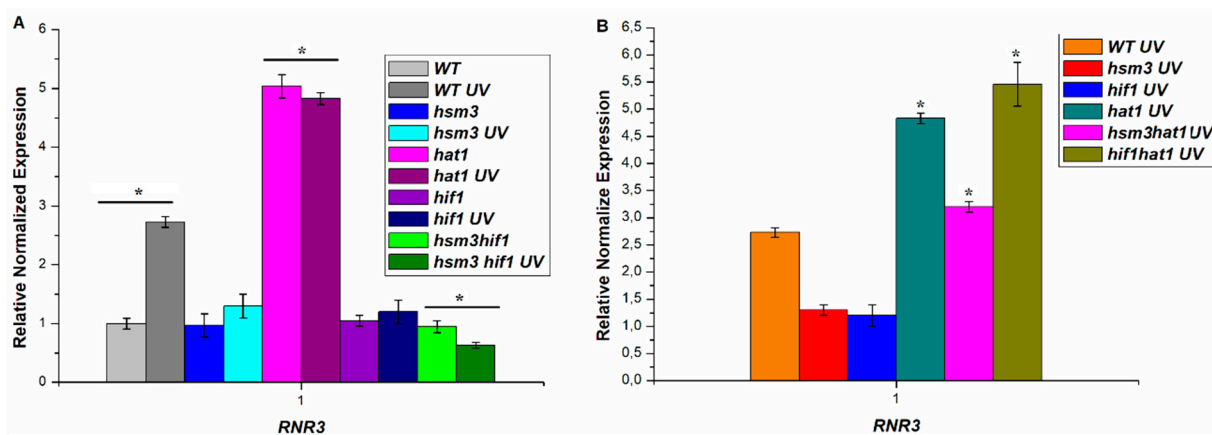 A
Relative Normalized Expression
6
5
4
3
2
1
0
*
*
*
WT
WT UV
hsm3
hsm3 UV
hat1
hat1 UV
hif1
hif1 UV
hsm3hif1
hsm3 hif1 UV
1
RNR3
B
Relative Normalize Expression
6,5
6,0
5,5
5,0
4,5
4,0
3,5
3,0
2,5
2,0
1,5
1,0
0,5
0,0
*
*
*
WT UV
hsm3 UV
hif1 UV
hat1 UV
hsm3hat1UV
hif1hat1 UV
1
RNR3